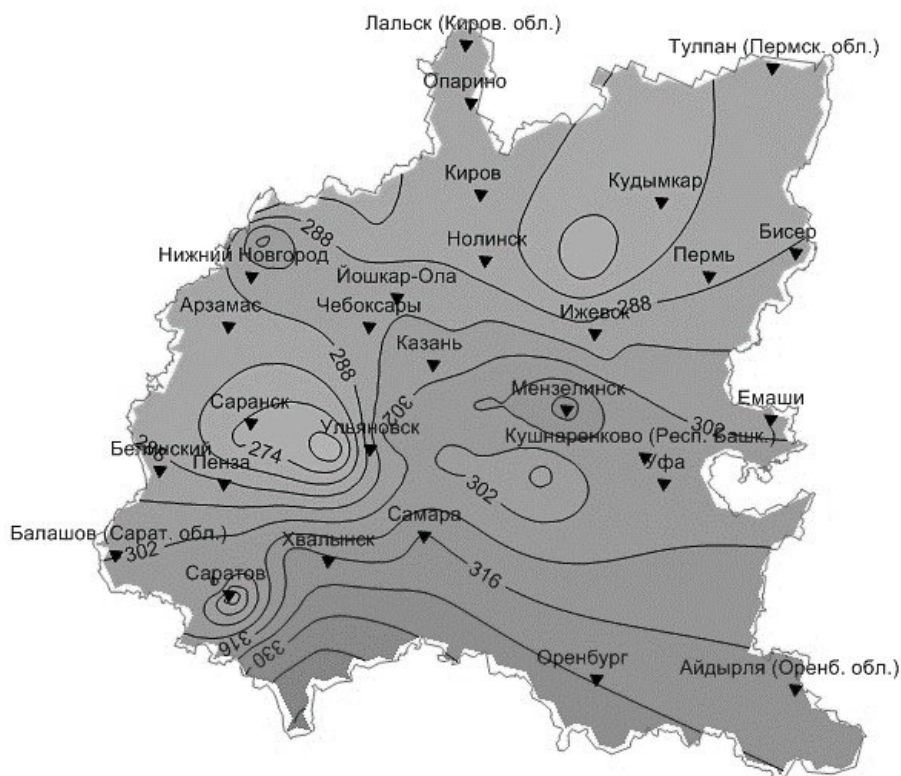 Лальск (Киров. обл.)
Тулпан (Пермск. обл.)
Опарино
Киров
Кудымкар
288
Нолинск
Бисер
Нижний Новгород
Пермь
Йошкар-Ола
Арзамас
Чебоксары
Ижевск
288
Казань
288
Мензелинск
302
Емаши
Саранск
302
Ульяновск
Кушнаренково (Респ. Башк.)
288
Белинский
274
Пенза
Уфа
302
Самара
Балашов (Сарат. обл.)
302
Хвалынск
Саратов
316
316
330
Оренбург
Айдырля (Оренб. обл.)